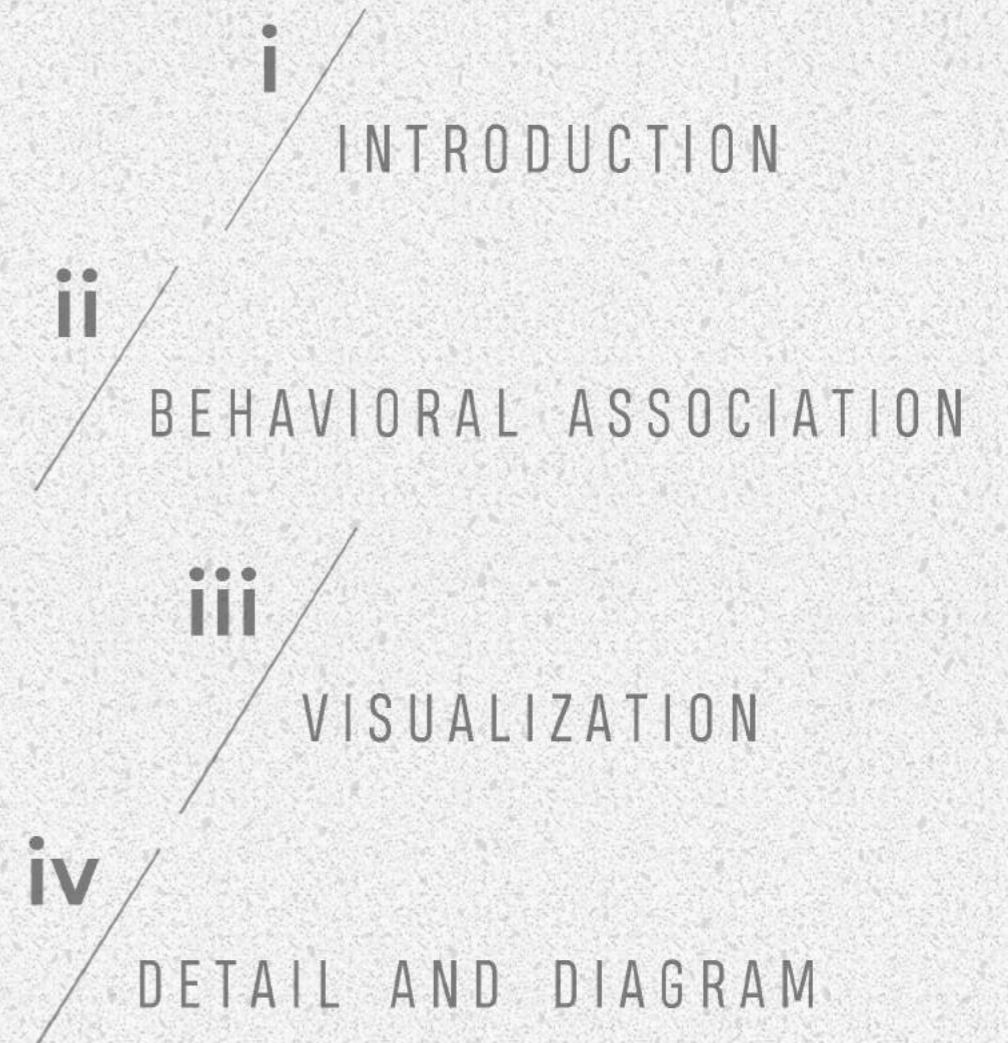 i
INTRODUCTION
ii
BEHAVIORAL ASSOCIATION
iii
VISUALIZATION
iv
DETAIL AND DIAGRAM